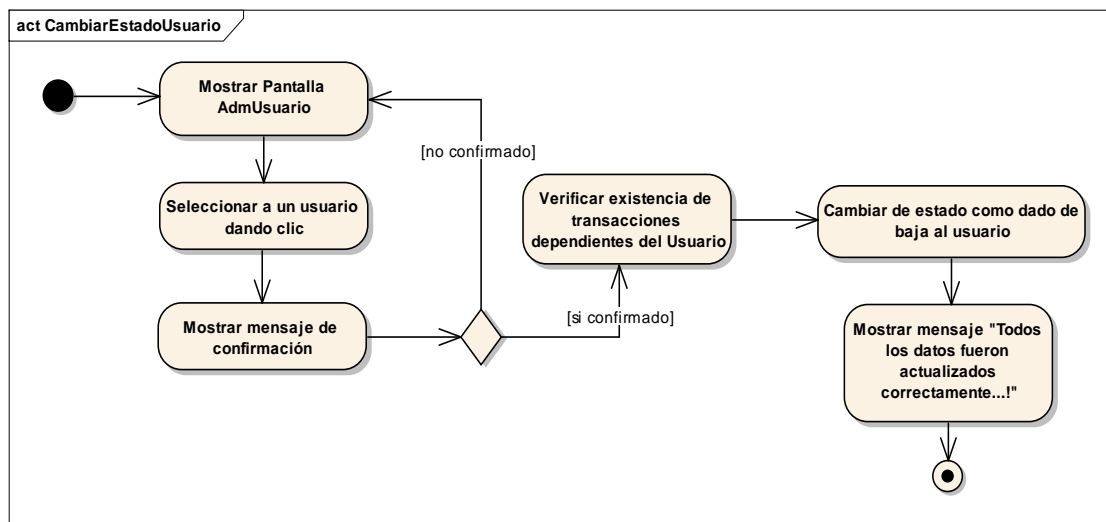 act CambiarEstadoUsuario
Mostrar Pantalla
AdmUsuario
[no confirmado]
Seleccionar a un usuario
dando clic
Mostrar mensaje de
confirmación
[si confirmado]
Verificar existencia de
transacciones
dependientes del Usuario
Cambiar de estado como dado de
baja al usuario
Mostrar mensaje "Todos
los datos fueron
actualizados
correctamente...!"